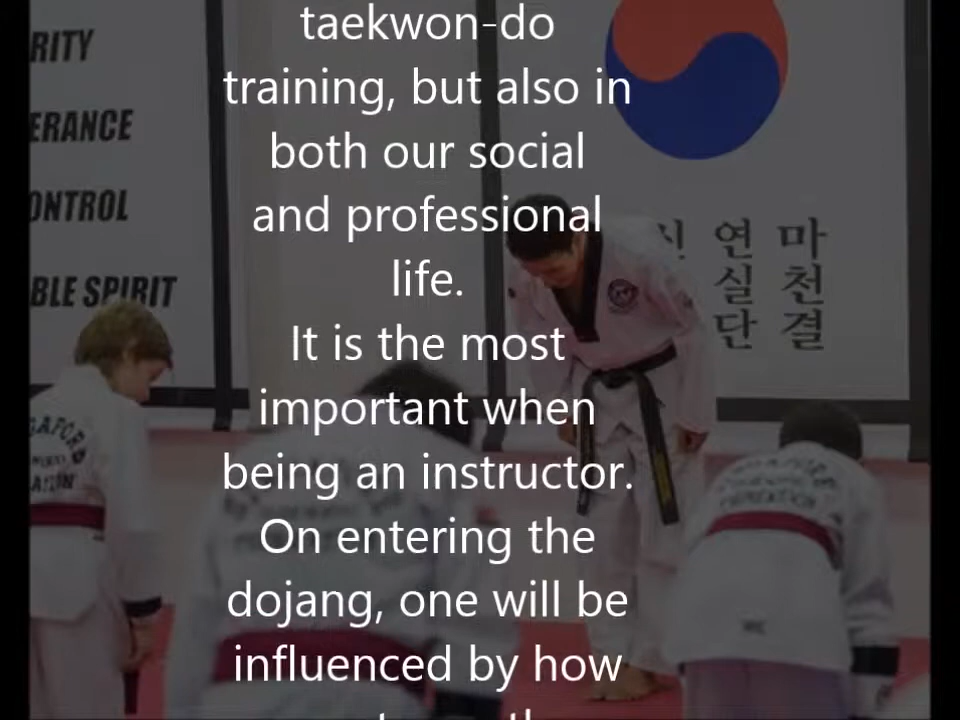 taekwon-do
training, but also in
both our social
and professional
life.
It is the most
important when
being an instructor.
On entering the
dojang, one will be
influenced by how
RITY
ERANCE
ONTROL
BLE SPIRIT
마 연
천 실
결 단